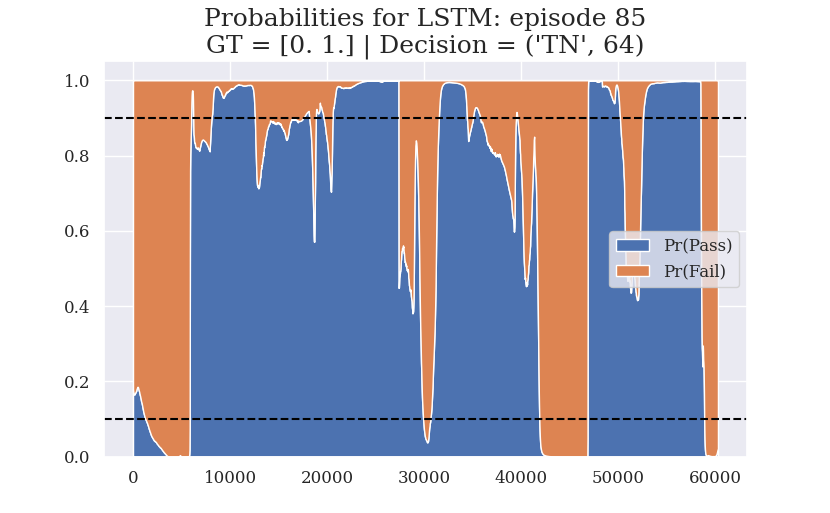 Probabilities for LSTM: episode 85
GT = [0. 1.] | Decision = ('TN', 64)
1.0
0.8
0.6
0.4
0.2
0.0
Pr(Pass)
Pr(Fail)
0 10000 20000 30000 40000 50000 60000